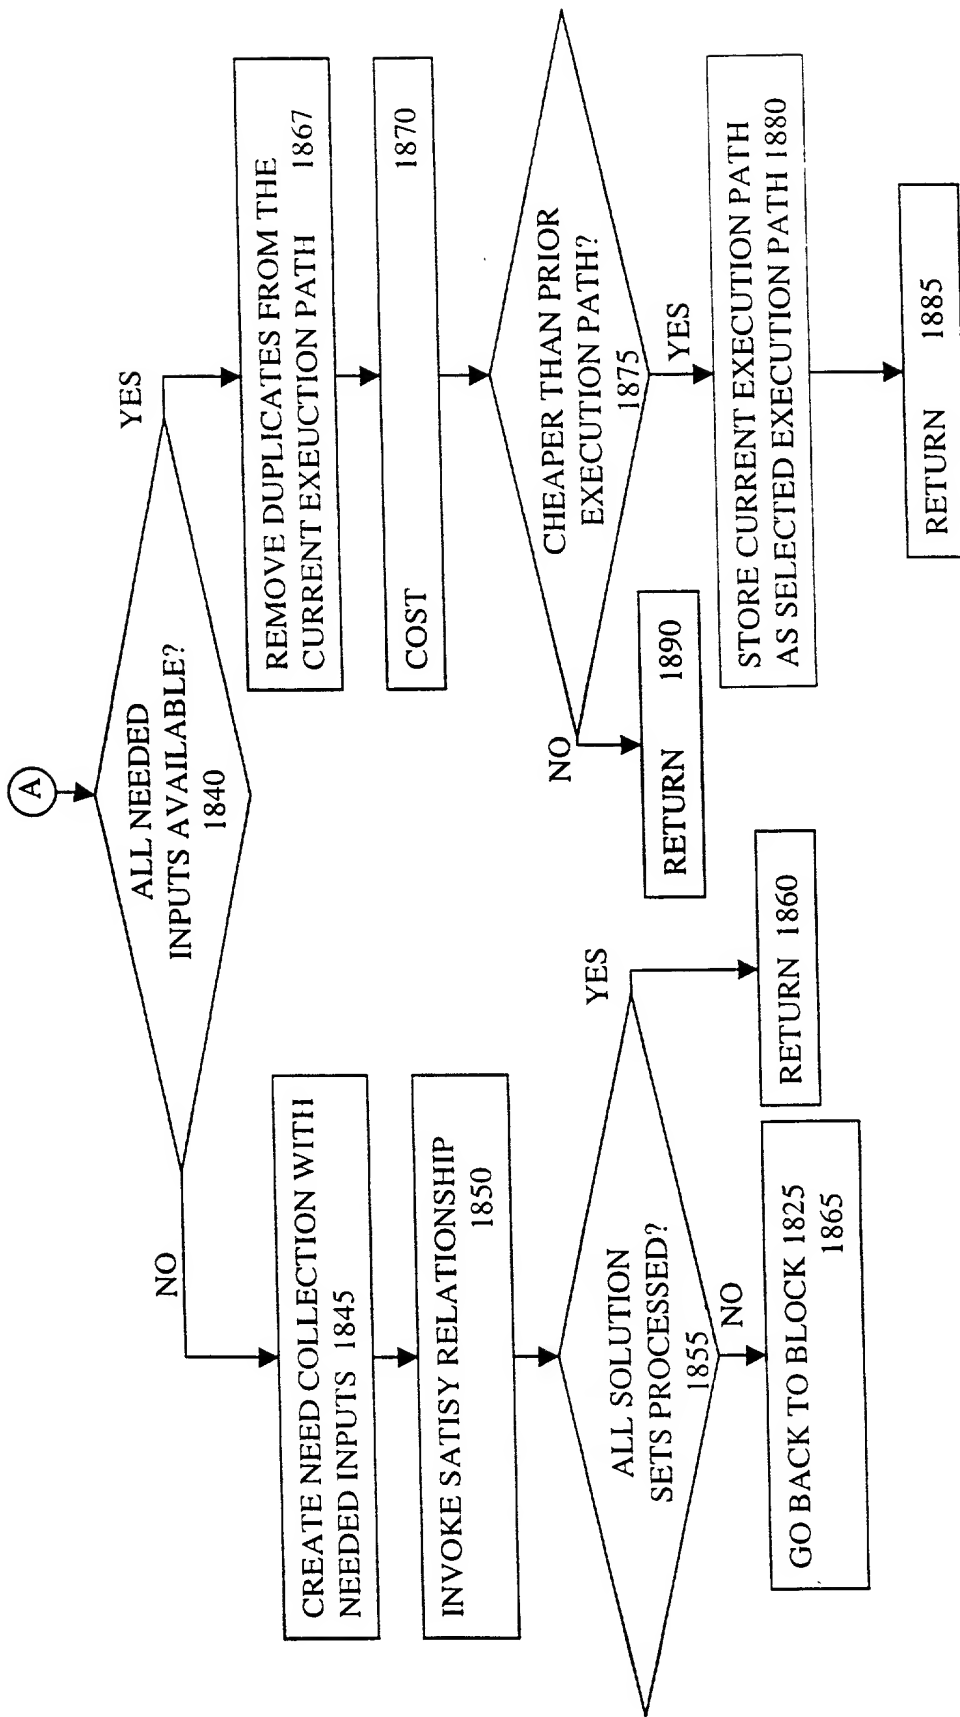 A
ALL NEEDED
INPUTS AVAILABLE?
1840
NO
YES
CREATE NEED COLLECTION WITH
NEEDED INPUTS 1845
INVOKE SATISY RELATIONSHIP
1850
ALL SOLUTION
SETS PROCESSED?
1855
YES
NO
RETURN 1860
GO BACK TO BLOCK 1825
1865
REMOVE DUPLICATES FROM THE
CURRENT EXEUCTION PATH 1867
COST 1870
CHEAPER THAN PRIOR
EXECUTION PATH?
1875
NO
YES
RETURN 1890
STORE CURRENT EXECUTION PATH
AS SELECTED EXECUTION PATH 1880
RETURN 1885